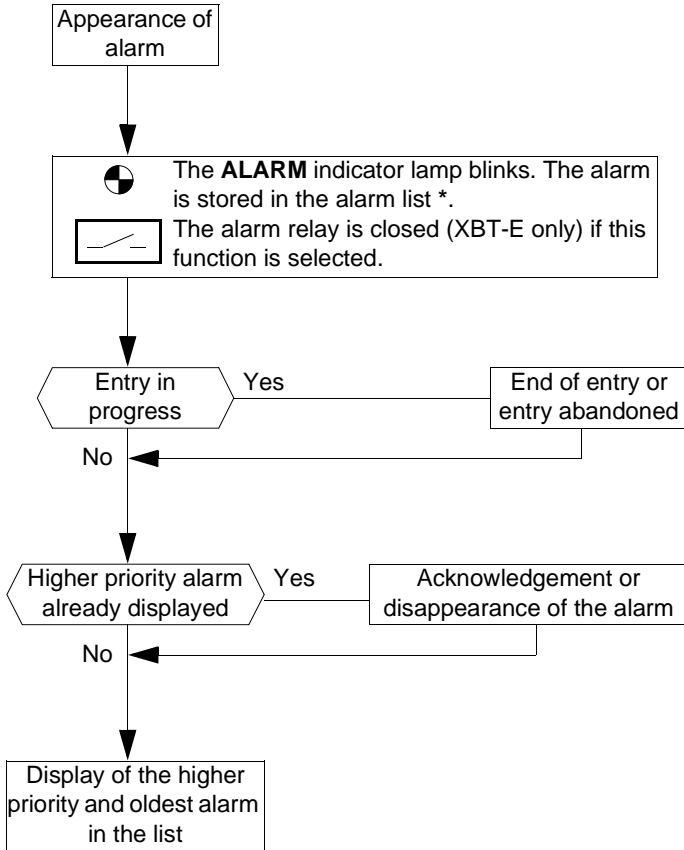 Appearance of
alarm
The ALARM indicator lamp blinks. The alarm
is stored in the alarm list *.
The alarm relay is closed (XBT-E only) if this
function is selected.
Entry in
progress
Yes
End of entry or
entry abandoned
No
Higher priority alarm
already displayed
Yes
Acknowledgement or
disappearance of the alarm
No
Display of the higher
priority and oldest alarm
in the list